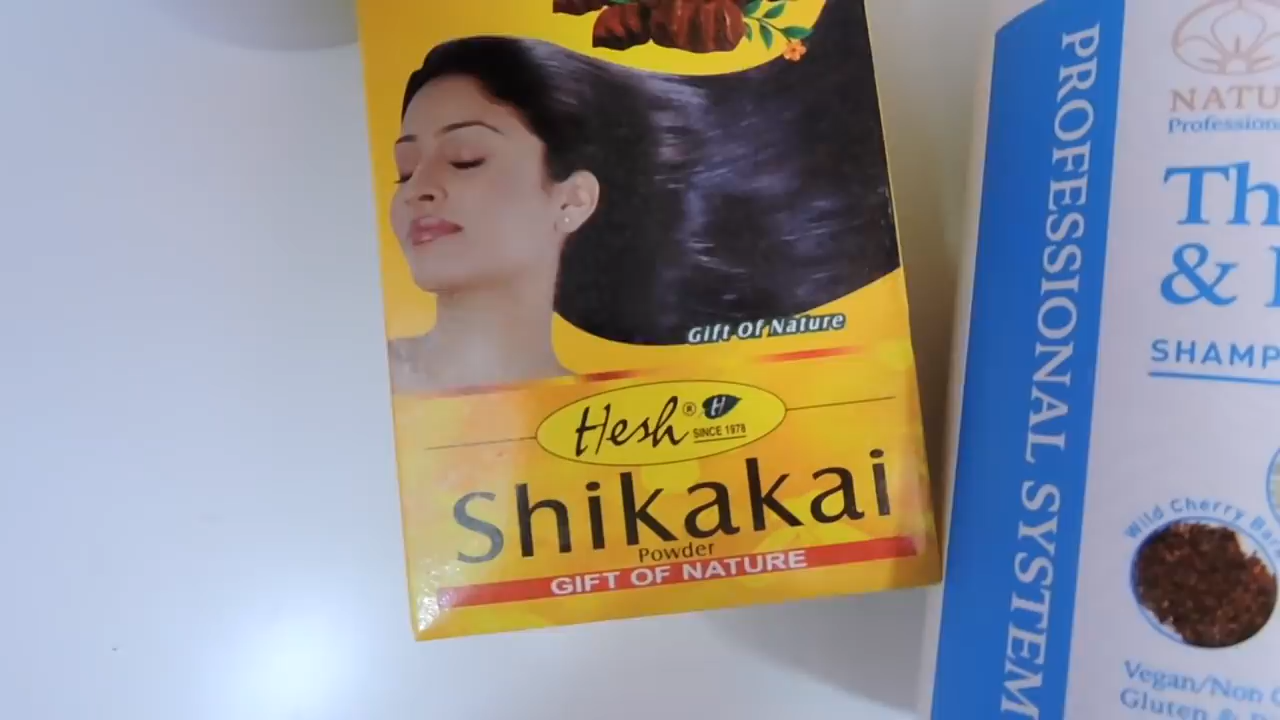 Gift Of Nature
Hesh® H
SINCE 1978
Shikakai
Powder
GIFT OF NATURE
PROFESSIONAL SYSTEM
NATU
Professiona
Th
&
SHAMP
Wild Cherry Bar
Vegan/Non
Gluten &